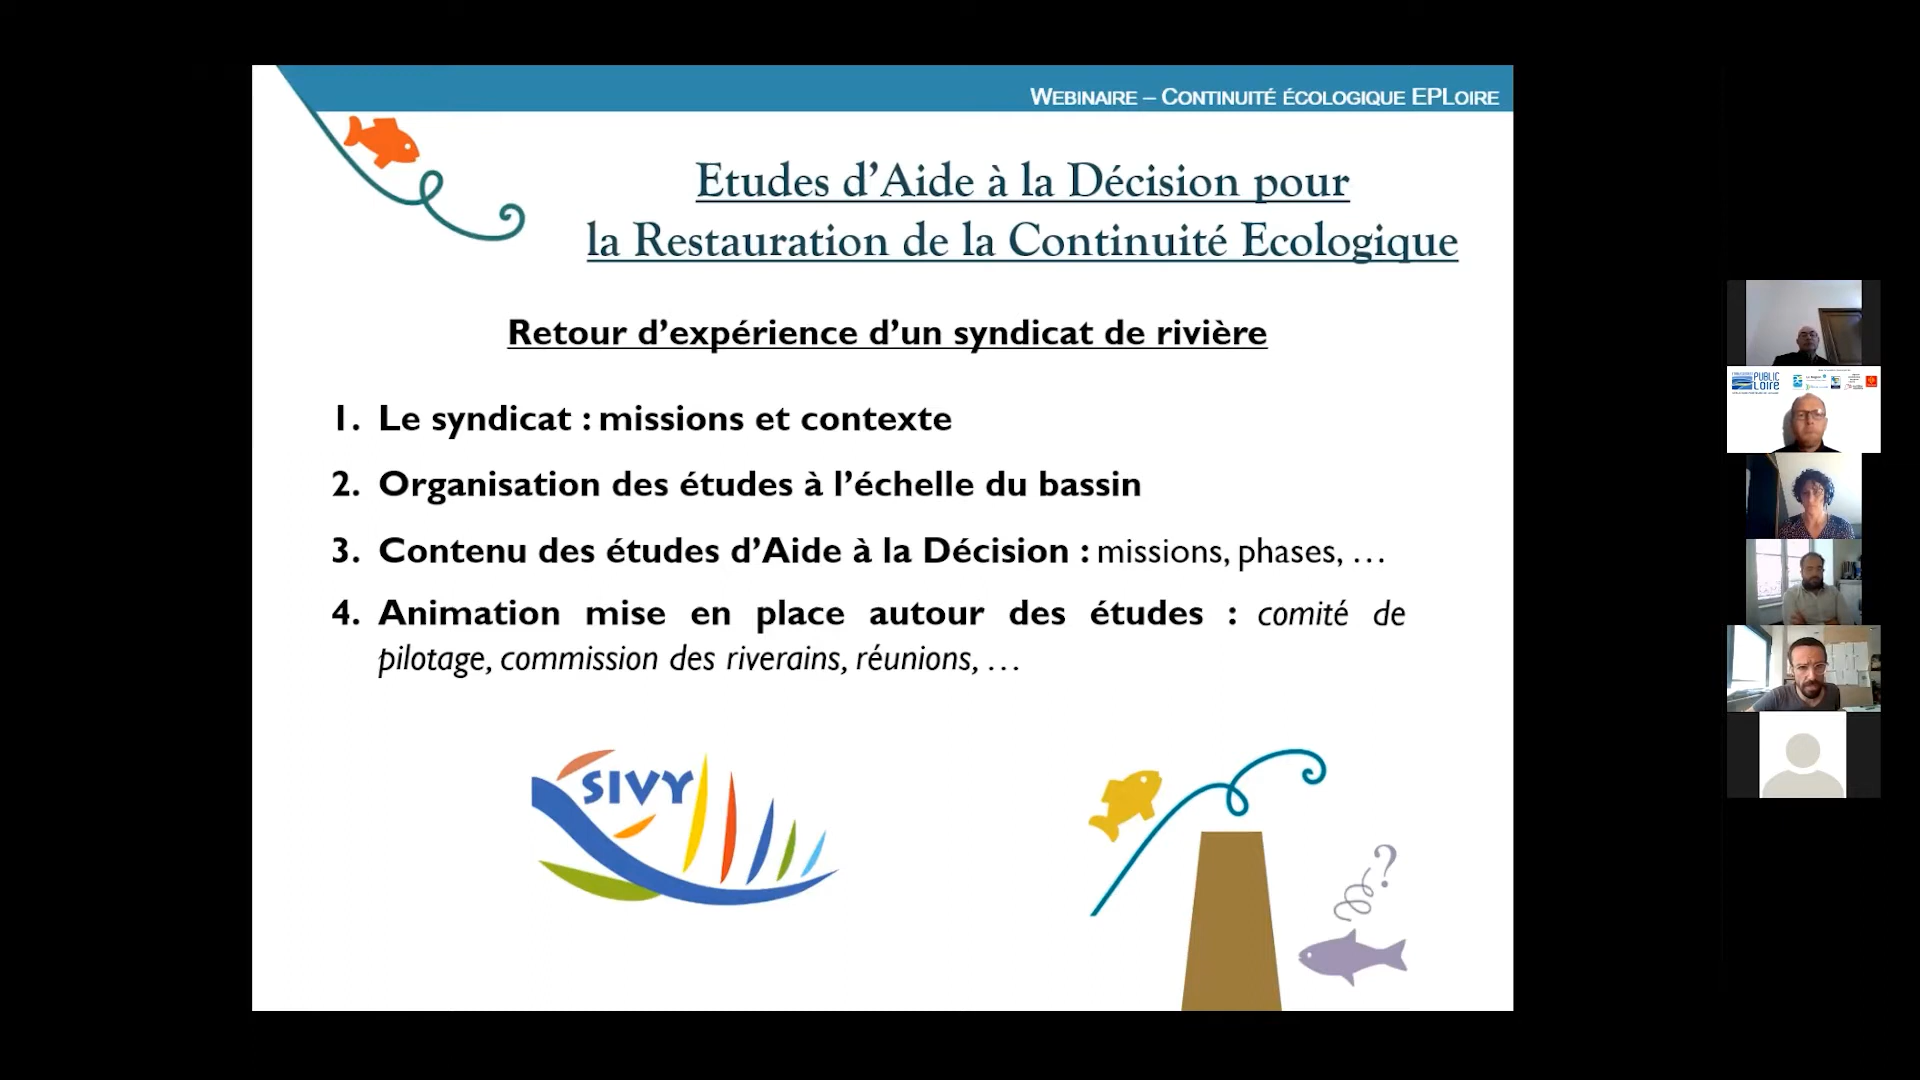 WEBINAIRE – CONTINUITÉ ÉCOLOGIQUE EPLOIRE
Etudes d'Aide à la Décision pour
la Restauration de la Continuité Ecologique
Retour d'expérience d'un syndicat de rivière
1. Le syndicat : missions et contexte
2. Organisation des études à l'échelle du bassin
3. Contenu des études d'Aide à la Décision : missions, phases, …
4. Animation mise en place autour des études : comité de
pilotage, commission des riverains, réunions, …
SIVY
?
PUBLIC
LOIRE